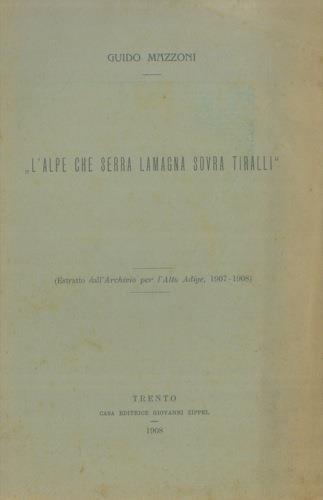 GUIDO MAZZONI
„L'ALPE CHE SERRA LAMAGNA SOVRA TIRALLI“
(Estratto dall'Archivio per l'Alto Adige, 1907-1908)
TRENTO
CASA EDITRICE GIOVANNI ZIPPEL
1908